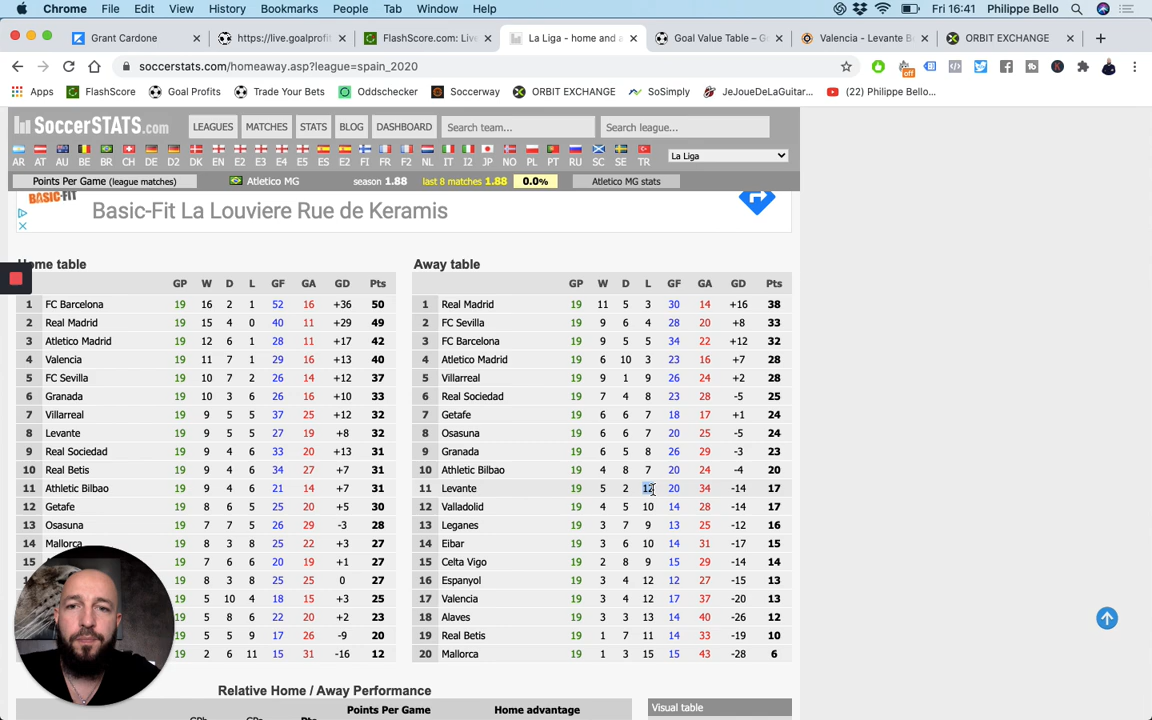 Chrome File Edit View History Bookmarks People Tab Window Help Fri 16:41 Philippe Bello
Grant Cardone https://live.goalprofit FlashScore.com: Live La Liga - home and a Goal Value Table – G Valencia - Levante B ORBIT EXCHANGE
soccerstats.com/homeaway.asp?league=spain_2020
Apps FlashScore Goal Profits Trade Your Bets Oddschecker Soccerway ORBIT EXCHANGE SoSimply JeJoueDeLaGuitar... (22) Philippe Bello...
SoccerSTATS.com LEAGUES MATCHES STATS BLOG DASHBOARD Search team... Search league...
AR AT AU BE BR CH DE D2 DK EN E2 E3 E4 E5 ES E2 FI FR F2 NL IT I2 JP NO PL PT RU SC SE TR La Liga
Points Per Game (league matches) Atletico MG season 1.88 last 8 matches 1.88 0.0% Atletico MG stats
BASIC-FIT Basic-Fit La Louviere Rue de Keramis
Home table
GP W D L GF GA GD Pts
1 FC Barcelona 19 16 2 1 52 16 +36 50
2 Real Madrid 19 15 4 0 40 11 +29 49
3 Atletico Madrid 19 12 6 1 28 11 +17 42
4 Valencia 19 11 7 1 29 16 +13 40
5 FC Sevilla 19 10 7 2 26 14 +12 37
6 Granada 19 10 3 6 26 16 +10 33
7 Villarreal 19 9 5 5 37 25 +12 32
8 Levante 19 9 5 5 27 19 +8 32
9 Real Sociedad 19 9 4 6 33 20 +13 31
10 Real Betis 19 9 4 6 34 27 +7 31
11 Athletic Bilbao 19 9 4 6 21 14 +7 31
12 Getafe 19 8 6 5 25 20 +5 30
13 Osasuna 19 7 7 5 26 29 -3 28
14 Mallorca 19 8 3 8 25 22 +3 27
15 19 7 6 6 20 19 +1 27
19 8 3 8 25 25 0 27
19 5 10 4 18 15 +3 25
19 5 8 6 22 20 +2 23
19 5 5 9 17 26 -9 20
19 2 6 11 15 31 -16 12
Away table
GP W D L GF GA GD Pts
1 Real Madrid 19 11 5 3 30 14 +16 38
2 FC Sevilla 19 9 6 4 28 20 +8 33
3 FC Barcelona 19 9 5 5 34 22 +12 32
4 Atletico Madrid 19 6 10 3 23 16 +7 28
5 Villarreal 19 9 1 9 26 24 +2 28
6 Real Sociedad 19 7 4 8 23 28 -5 25
7 Getafe 19 6 6 7 18 17 +1 24
8 Osasuna 19 6 6 7 20 25 -5 24
9 Granada 19 6 5 8 26 29 -3 23
10 Athletic Bilbao 19 4 8 7 20 24 -4 20
11 Levante 19 5 2 12 20 34 -14 17
12 Valladolid 19 4 5 10 14 28 -14 17
13 Leganes 19 3 7 9 13 25 -12 16
14 Eibar 19 3 6 10 14 31 -17 15
15 Celta Vigo 19 2 8 9 15 29 -14 14
16 Espanyol 19 3 4 12 12 27 -15 13
17 Valencia 19 3 4 12 17 37 -20 13
18 Alaves 19 3 3 13 14 40 -26 12
19 Real Betis 19 1 7 11 14 33 -19 10
20 Mallorca 19 1 3 15 15 43 -28 6
Relative Home / Away Performance
Points Per Game Home advantage
Visual table